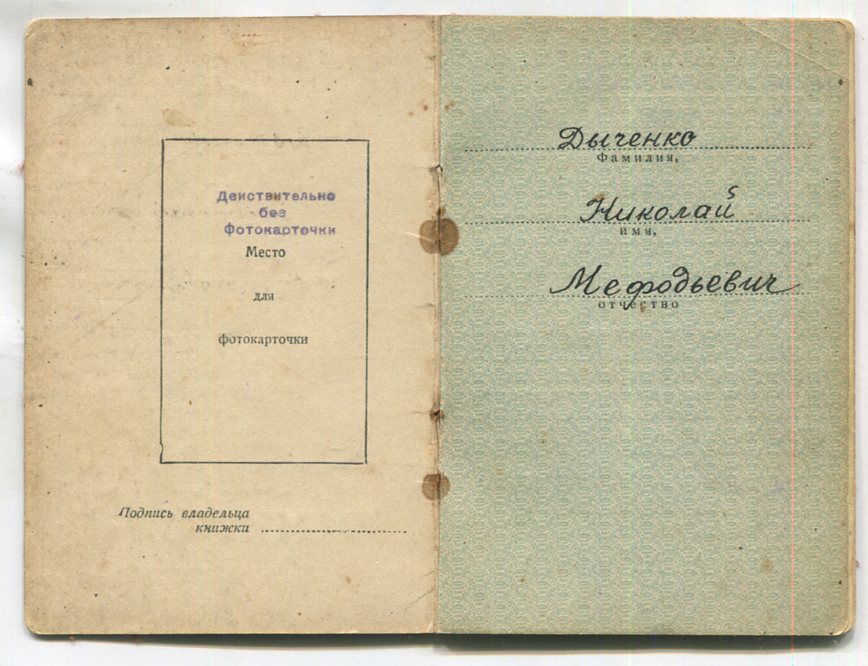 Действительно
без
Фотокарточки
Место
для
фотокарточки
Подпись владельца
книжки
Дыченко
Фамилия,
Николай
имя,
Мефодьевич
отчество